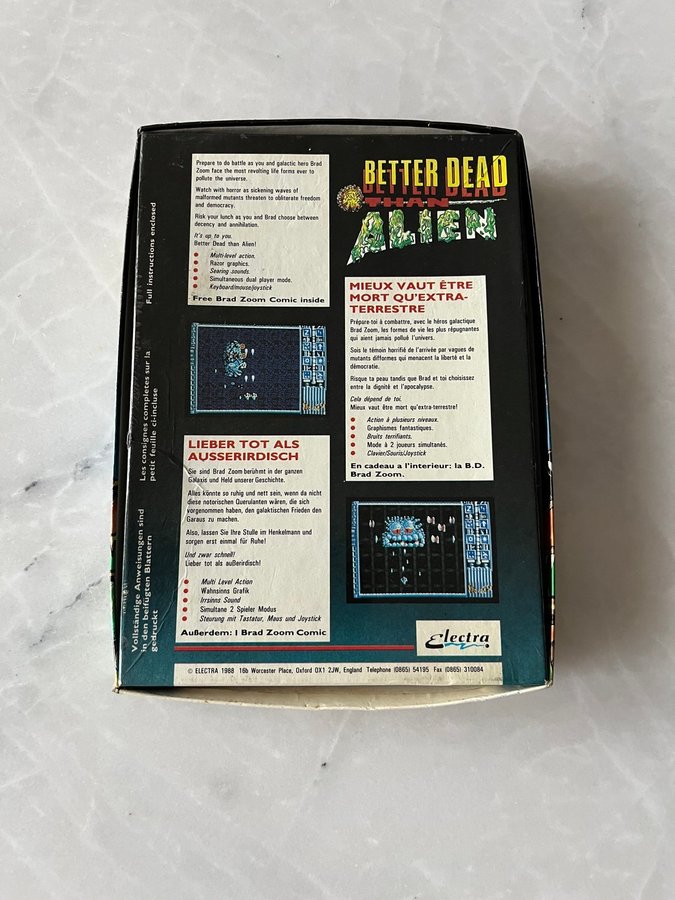 Prepare to do battle as you and galactic hero Brad
Zoom face the most revolting life forms ever to
pollute the universe.
Watch with horror as sickening waves of
malformed mutants threaten to obliterate freedom
and democracy.
Risk your lunch as you and Brad choose between
decency and annihilation.
It's up to you.
Better Dead than Alien!
Multi-level action.
Razor graphics.
Searing sounds.
Simultaneous dual player mode.
Keyboard/mouse/joystick
Free Brad Zoom Comic inside
BETTER DEAD
THAN
ALIEN
MIEUX VAUT ÊTRE
MORT QU'EXTRA-
TERRESTRE
Prépare-toi à combattre, avec le héros galactique
Brad Zoom, les formes de vie les plus répugnantes
qui aient jamais pollué l'univers.
Sois le témoin horrifié de l'arrivée par vagues de
mutants difformes qui menacent la liberté et la
démocratie.
Risque ta peau tandis que Brad et toi choisissez
entre la dignité et l'apocalypse.
Cela dépend de toi.
Mieux vaut être mort qu'extra-terrestre!
Action à plusieurs niveaux.
Graphismes fantastiques.
Bruits terrifiants.
Mode à 2 joueurs simultanés.
Clavier/Souris/Joystick
En cadeau a l'interieur; la B.D.
Brad Zoom.
LIEBER TOT ALS
AUSSERIRDISCH
Sie sind Brad Zoom berühmt in der ganzen
Galaxis und Held unserer Geschichte.
Alles könnte so ruhig und nett sein, wenn da nicht
diese notorischen Querulanten wären, die sich
vorgenommen haben, den galaktischen Frieden den
Garaus zu machen.
Also, lassen Sie Ihre Stulle im Henkelmann und
sorgen erst einmal für Ruhe!
Und zwar schnell!
Lieber tot als außerirdisch!
Multi Level Action
Wahnsinns Grafik
Irrsinns Sound
Simultane 2 Spieler Modus
Steurung mit Tastatur, Maus und Joystick
Außerdem: 1 Brad Zoom Comic
Full instructions enclosed
Les consignes completes sur la
petit feuille ci-incluse
Vollständige Anweisungen sind
in den beifügten Blattern
gedruckt
Electra
© ELECTRA 1988 16b Worcester Place, Oxford OX1 2JW, England Telephone (0865) 54195 Fax (0865) 310084